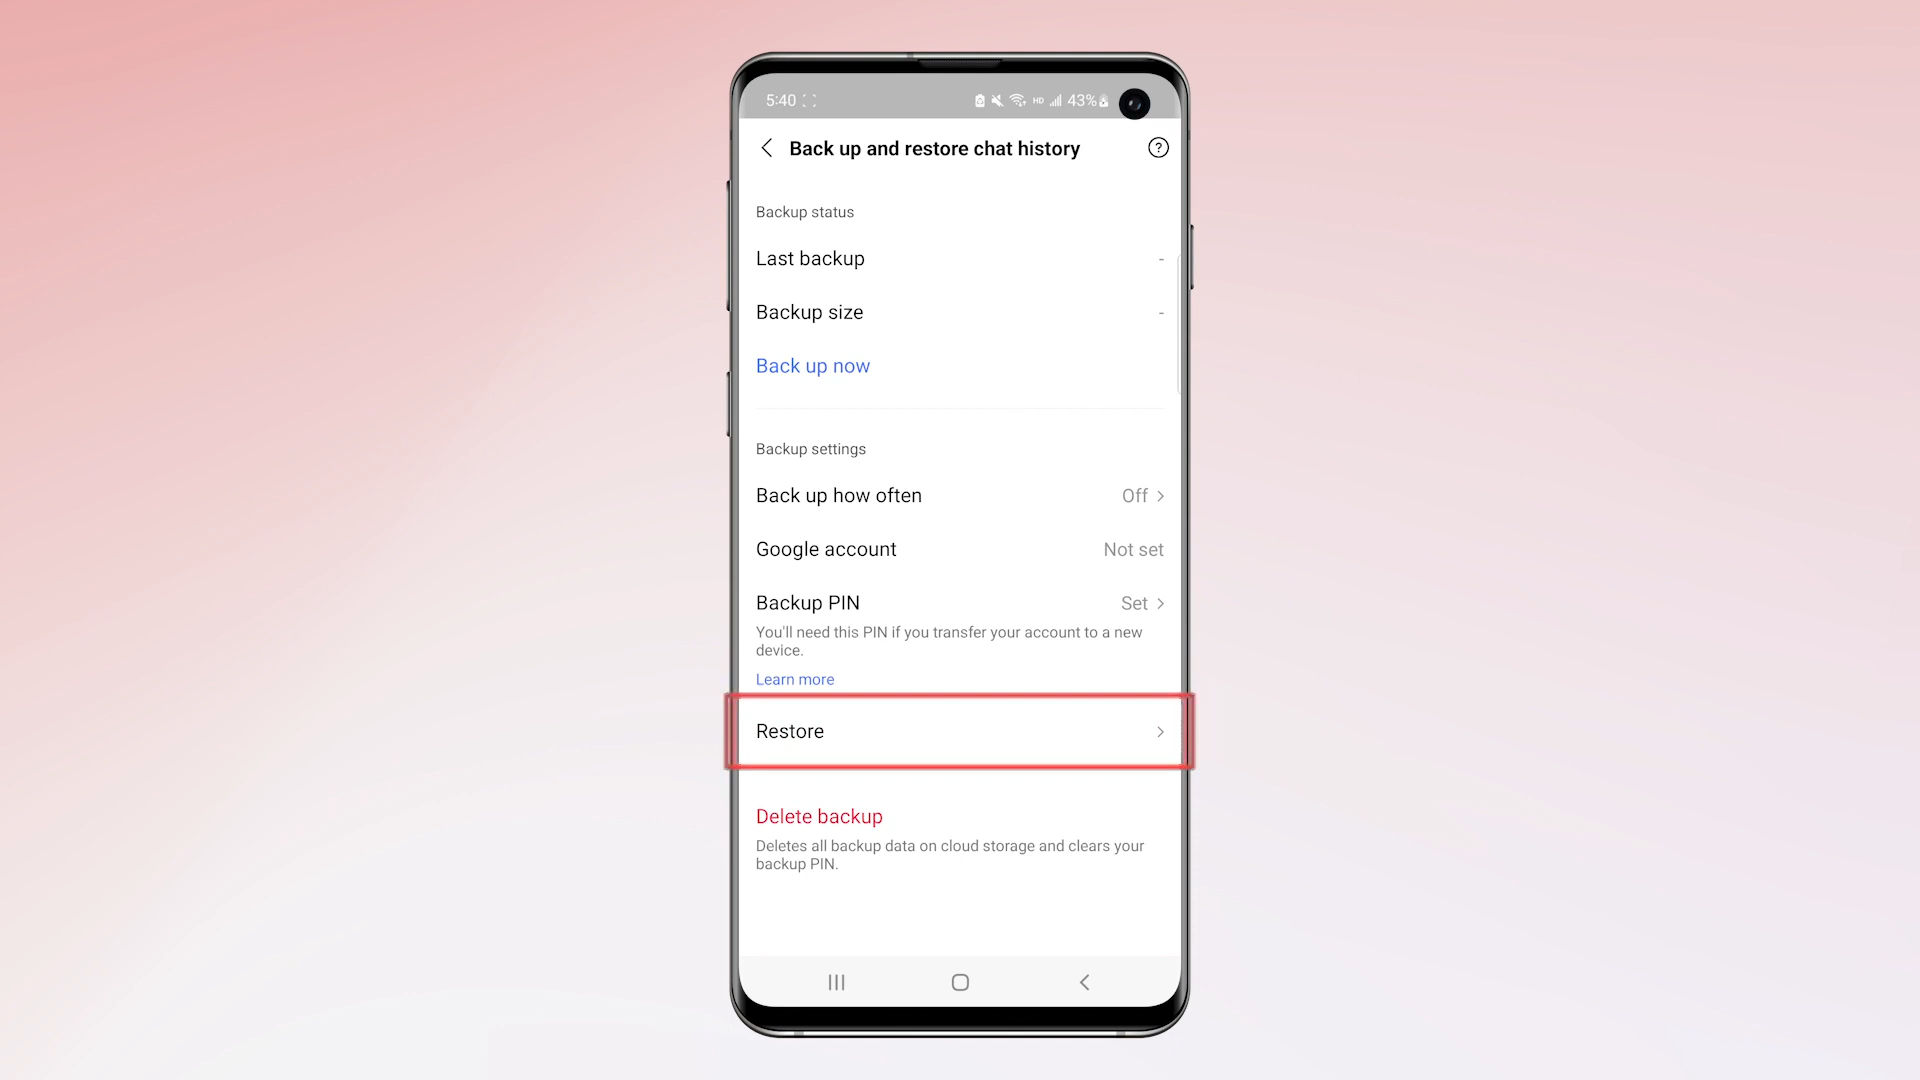 5:40 HD 43%
Back up and restore chat history
Backup status
Last backup -
Backup size -
Back up now
Backup settings
Back up how often Off
Google account Not set
Backup PIN Set
You'll need this PIN if you transfer your account to a new
device.
Learn more
Restore
Delete backup
Deletes all backup data on cloud storage and clears your
backup PIN.